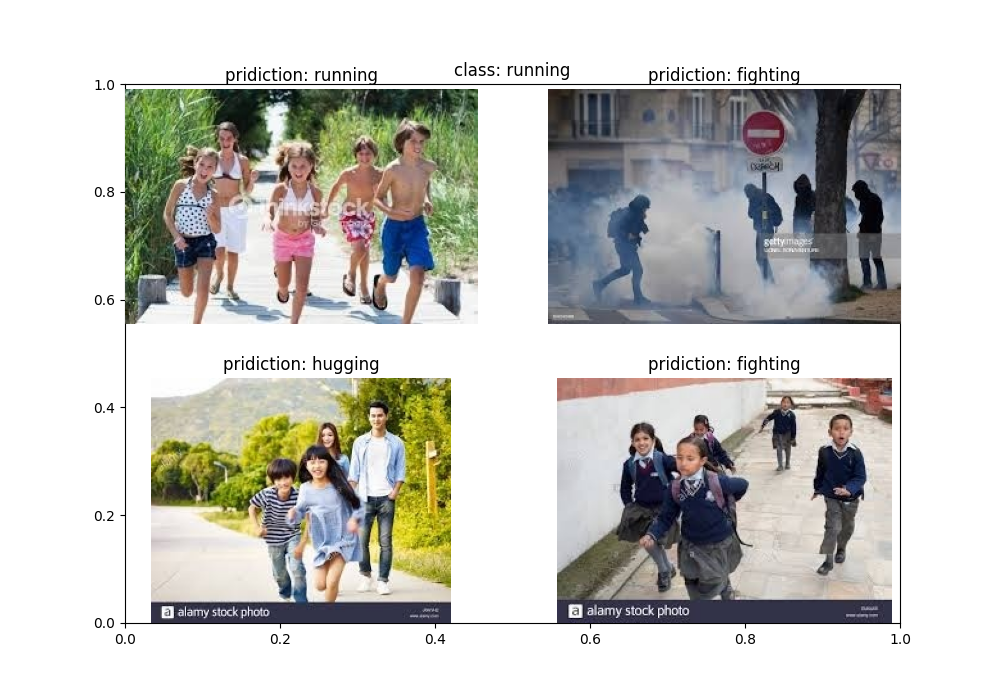 class: running
pridiction: running
pridiction: fighting
1.0
0.8
0.6
0.4
0.2
0.0
thinkstock
gettyimages
pridiction: hugging
pridiction: fighting
a alamy stock photo
a alamy stock photo
0.0
0.2
0.4
0.6
0.8
1.0